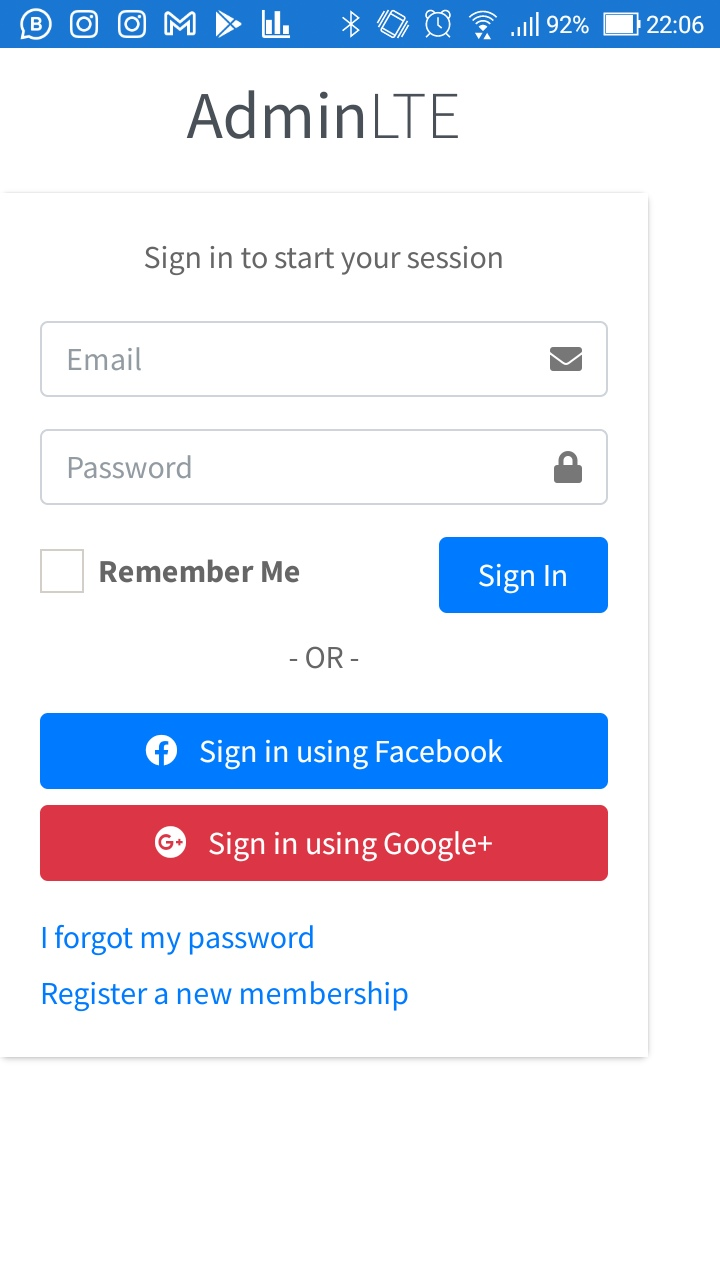 92% 22:06
AdminLTE
Sign in to start your session
Email
Password
Remember Me
Sign In
- OR -
Sign in using Facebook
Sign in using Google+
I forgot my password
Register a new membership